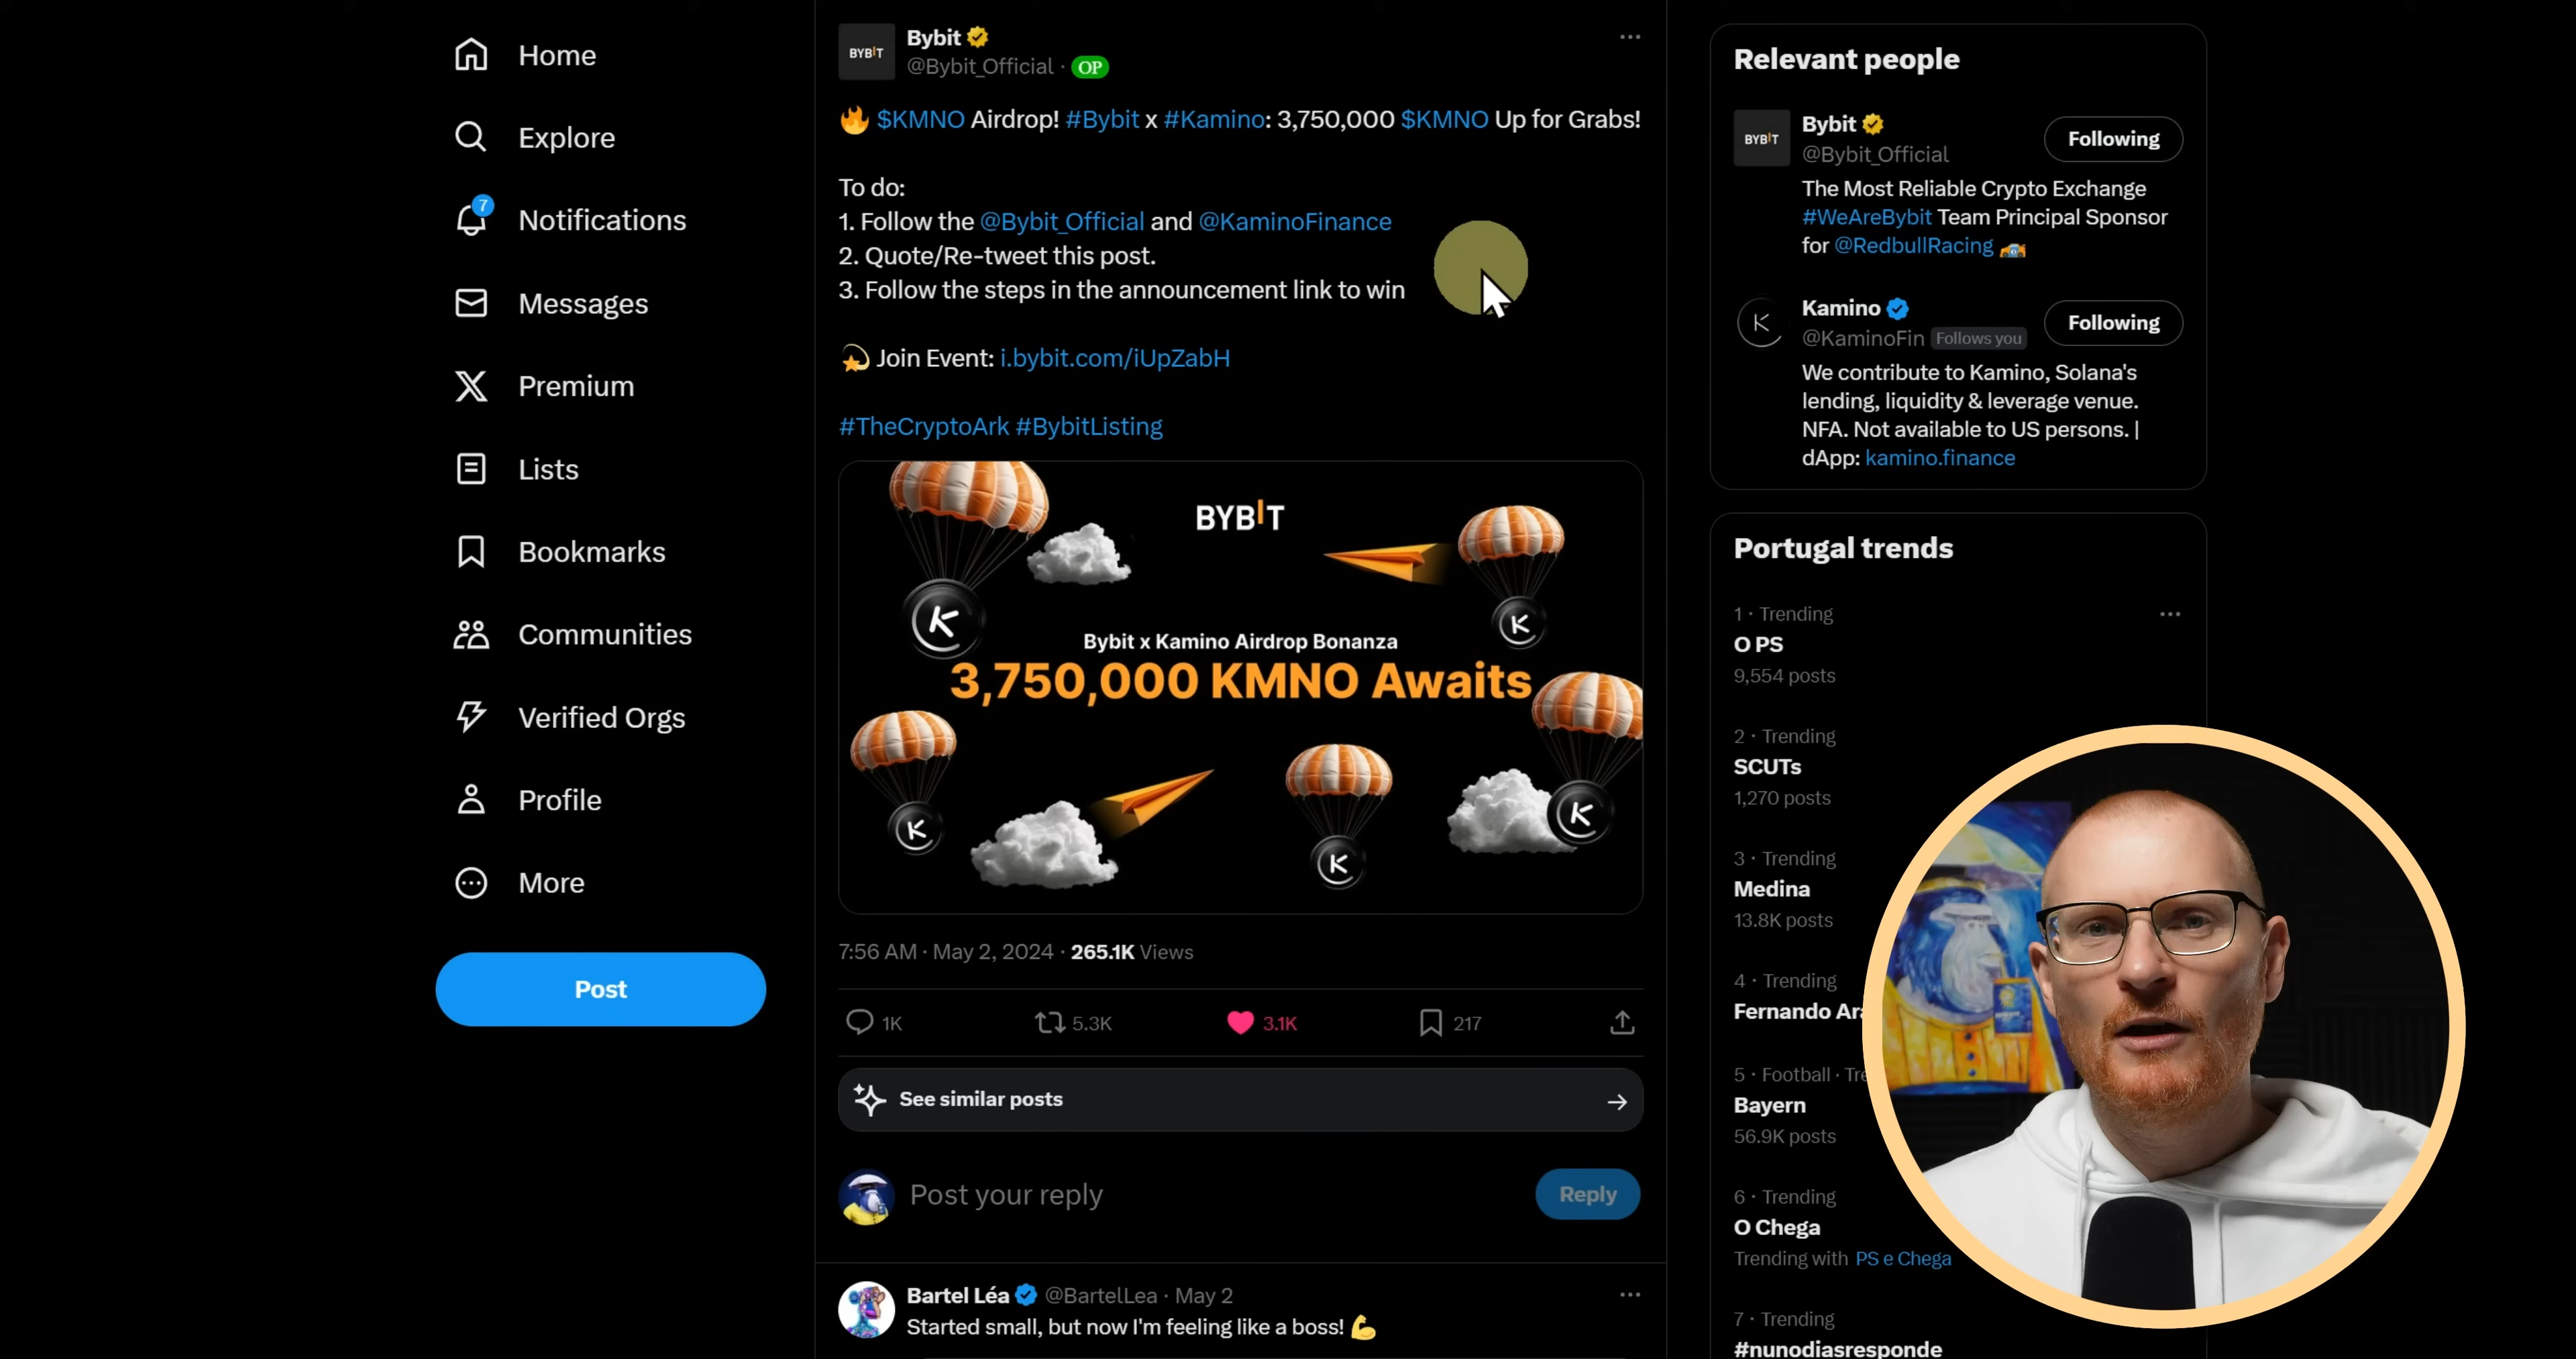 Home
Explore
7
Notifications
Messages
Premium
Lists
Bookmarks
Communities
Verified Orgs
Profile
More
Post
BYBIT
Bybit
@Bybit_Official · OP
🔥 $KMNO Airdrop! #Bybit x #Kamino: 3,750,000 $KMNO Up for Grabs!
To do:
1. Follow the @Bybit_Official and @KaminoFinance
2. Quote/Re-tweet this post.
3. Follow the steps in the announcement link to win
💫 Join Event: i.bybit.com/iUpZabH
#TheCryptoArk #BybitListing
BYBIT
Bybit x Kamino Airdrop Bonanza
3,750,000 KMNO Awaits
7:56 AM · May 2, 2024 · 265.1K Views
1K
5.3K
3.1K
217
See similar posts
Post your reply
Reply
Bartel Léa @BartelLea · May 2
Started small, but now I'm feeling like a boss! 💪
Relevant people
BYBIT
Bybit
@Bybit_Official
Following
The Most Reliable Crypto Exchange
#WeAreBybit Team Principal Sponsor
for @RedbullRacing
Kamino
@KaminoFin Follows you
Following
We contribute to Kamino, Solana's
lending, liquidity & leverage venue.
NFA. Not available to US persons. |
dApp: kamino.finance
Portugal trends
1 · Trending
O PS
9,554 posts
2 · Trending
SCUTs
1,270 posts
3 · Trending
Medina
13.8K posts
4 · Trending
Fernando
5 · Football ·
Bayern
56.9K posts
6 · Trending
O Chega
Trending with PS e Chega
7 · Trending
#nunodiasresponde